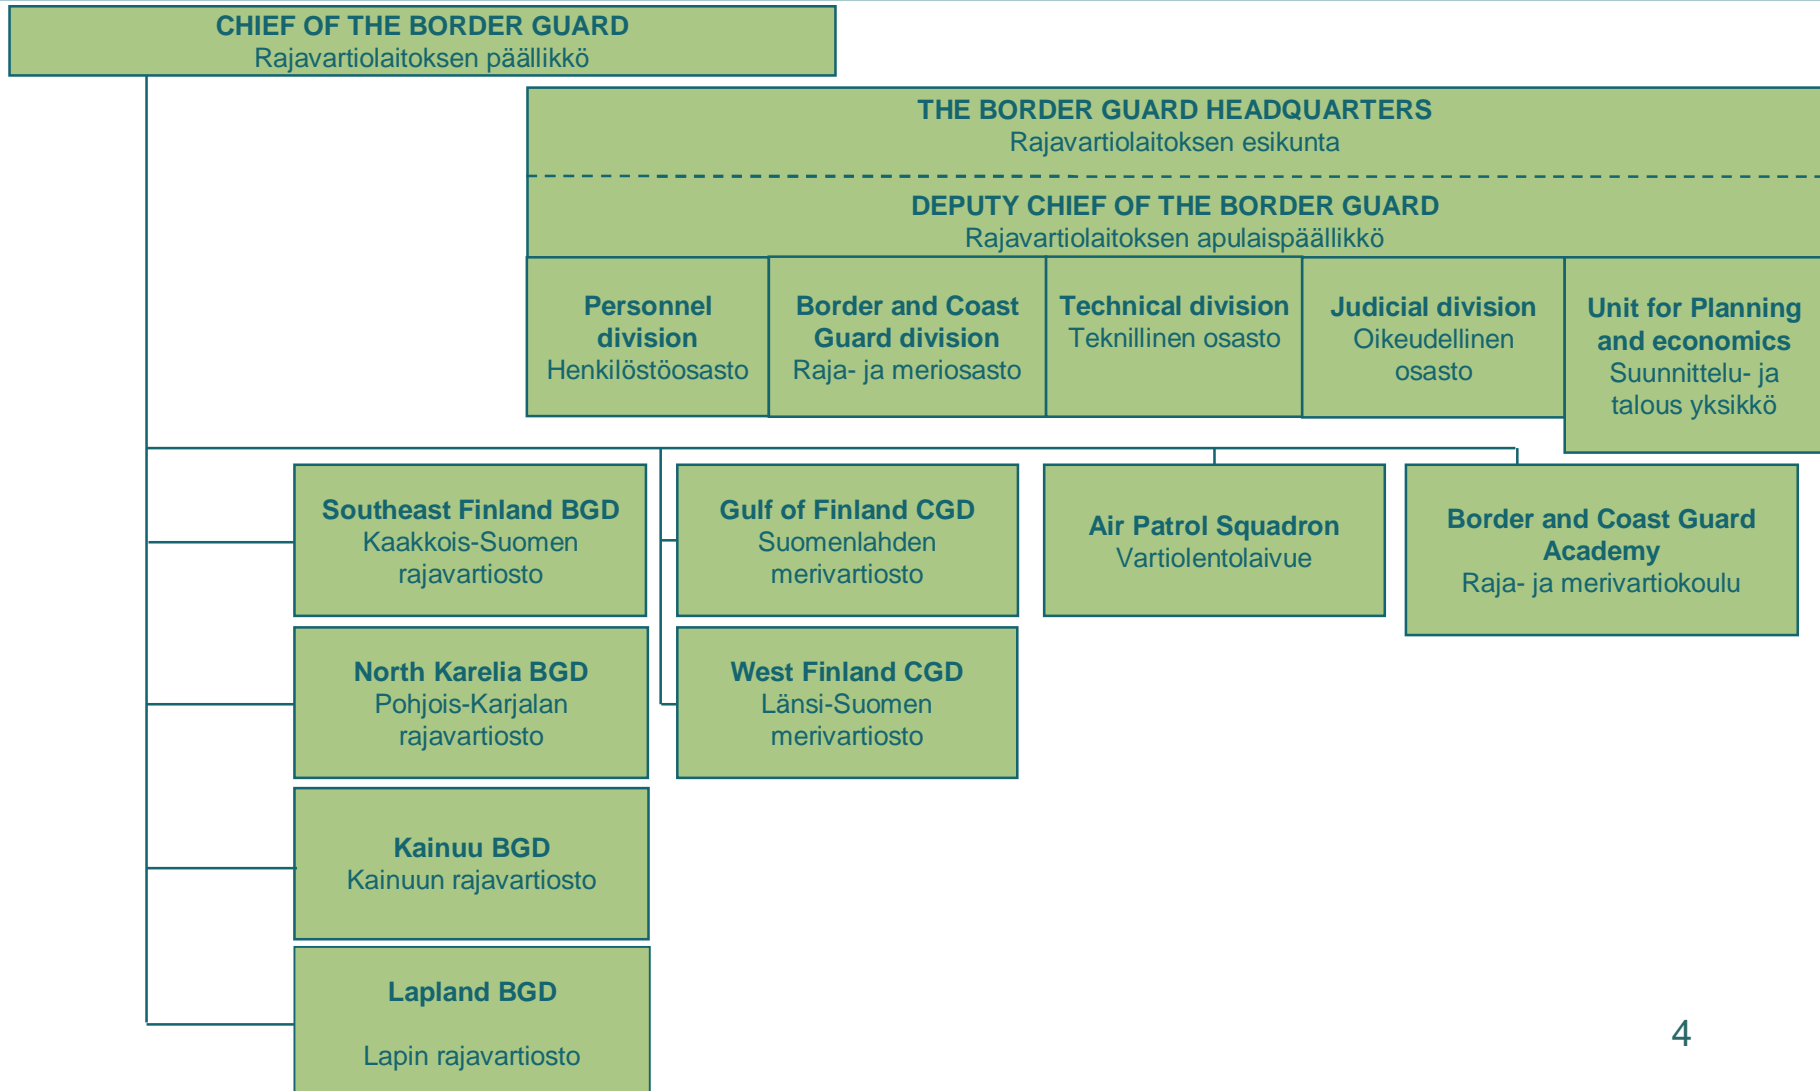 CHIEF OF THE BORDER GUARD
Rajavartiolaitoksen päällikkö
THE BORDER GUARD HEADQUARTERS
Rajavartiolaitoksen esikunta
DEPUTY CHIEF OF THE BORDER GUARD
Rajavartiolaitoksen apulaispäällikkö
Personnel
division
Henkilöstöosasto
Border and Coast
Guard division
Raja- ja meriosasto
Technical division
Teknillinen osasto
Judicial division
Oikeudellinen
osasto
Unit for Planning
and economics
Suunnittelu- ja
talous yksikkö
Southeast Finland BGD
Kaakkois-Suomen
rajavartiosto
Gulf of Finland CGD
Suomenlahden
merivartiosto
Air Patrol Squadron
Vartiolentolaivue
Border and Coast Guard
Academy
Raja- ja merivartiokoulu
North Karelia BGD
Pohjois-Karjalan
rajavartiosto
West Finland CGD
Länsi-Suomen
merivartiosto
Kainuu BGD
Kainuun rajavartiosto
Lapland BGD
Lapin rajavartiosto
4